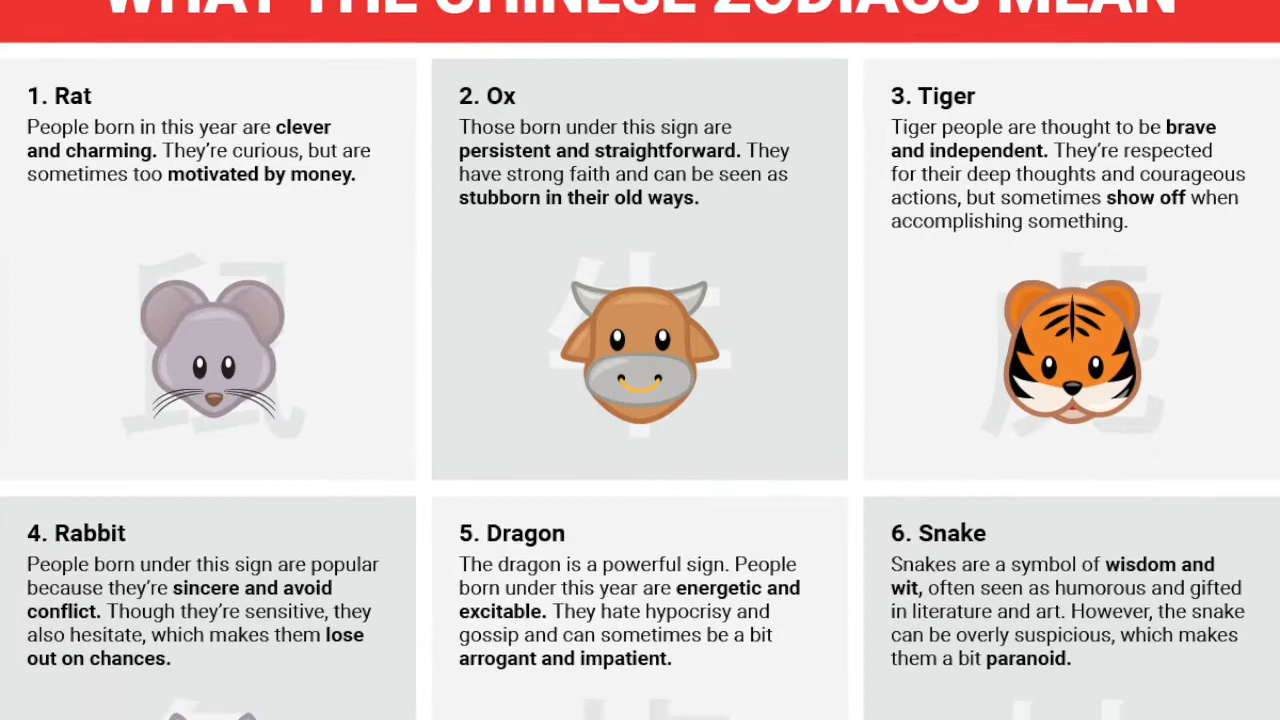 WHAT THE CHINESE ZODIACS MEAN
1. Rat
People born in this year are clever
and charming. They’re curious, but are
sometimes too motivated by money.
鼠
2. Ox
Those born under this sign are
persistent and straightforward. They
have strong faith and can be seen as
stubborn in their old ways.
牛
3. Tiger
Tiger people are thought to be brave
and independent. They’re respected
for their deep thoughts and courageous
actions, but sometimes show off when
accomplishing something.
虎
4. Rabbit
People born under this sign are popular
because they’re sincere and avoid
conflict. Though they’re sensitive, they
also hesitate, which makes them lose
out on chances.
5. Dragon
The dragon is a powerful sign. People
born under this year are energetic and
excitable. They hate hypocrisy and
gossip and can sometimes be a bit
arrogant and impatient.
6. Snake
Snakes are a symbol of wisdom and
wit, often seen as humorous and gifted
in literature and art. However, the snake
can be overly suspicious, which makes
them a bit paranoid.